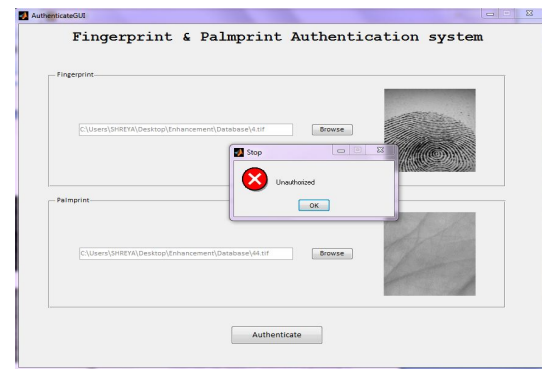 AuthenticateGUI
Fingerprint & Palmprint Authentication system
Fingerprint
C:\Users\SHREYA\Desktop\Enhancement\Database\4.tif
Browse
Stop
Unauthorized
OK
Palmprint
C:\Users\SHREYA\Desktop\Enhancement\Database\44.tif
Browse
Authenticate